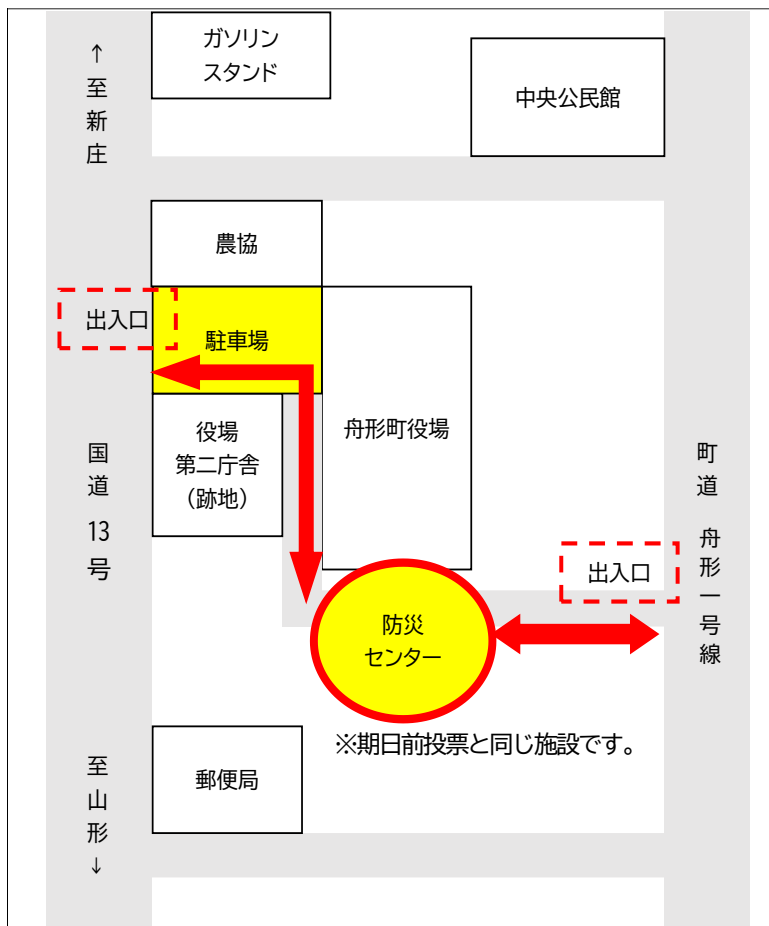 ガソリン
スタンド
↑至新庄
中央公民館
農協
出入口
駐車場
役場
第二庁舎
（跡地）
舟形町役場
国道13号
町道 舟形一号線
出入口
防災
センター
※期日前投票と同じ施設です。
郵便局
至山形↓